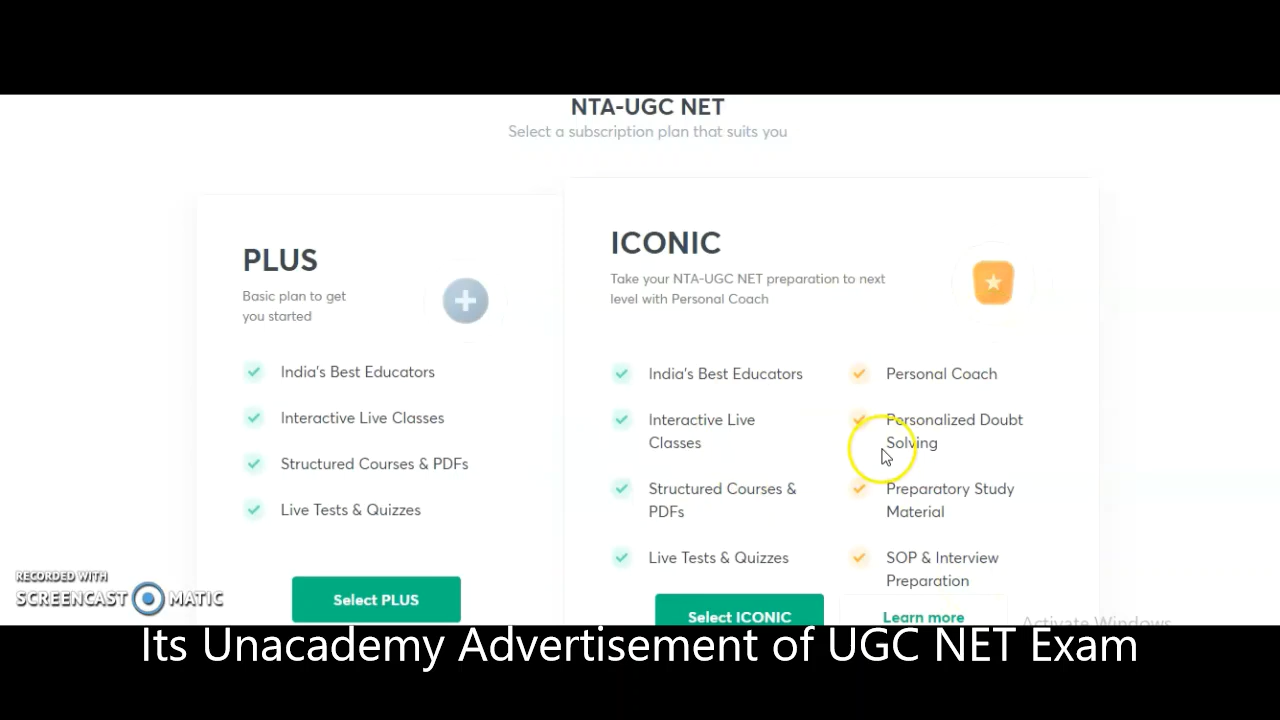 NTA-UGC NET
Select a subscription plan that suits you
PLUS
Basic plan to get
you started
India's Best Educators
Interactive Live Classes
Structured Courses & PDFs
Live Tests & Quizzes
Select PLUS
ICONIC
Take your NTA-UGC NET preparation to next
level with Personal Coach
India's Best Educators
Interactive Live
Classes
Structured Courses &
PDFs
Live Tests & Quizzes
Personal Coach
Personalized Doubt
Solving
Preparatory Study
Material
SOP & Interview
Preparation
Select ICONIC
Learn more
Activate Windows
RECORDED WITH
SCREENCAST MATIC
Its Unacademy Advertisement of UGC NET Exam